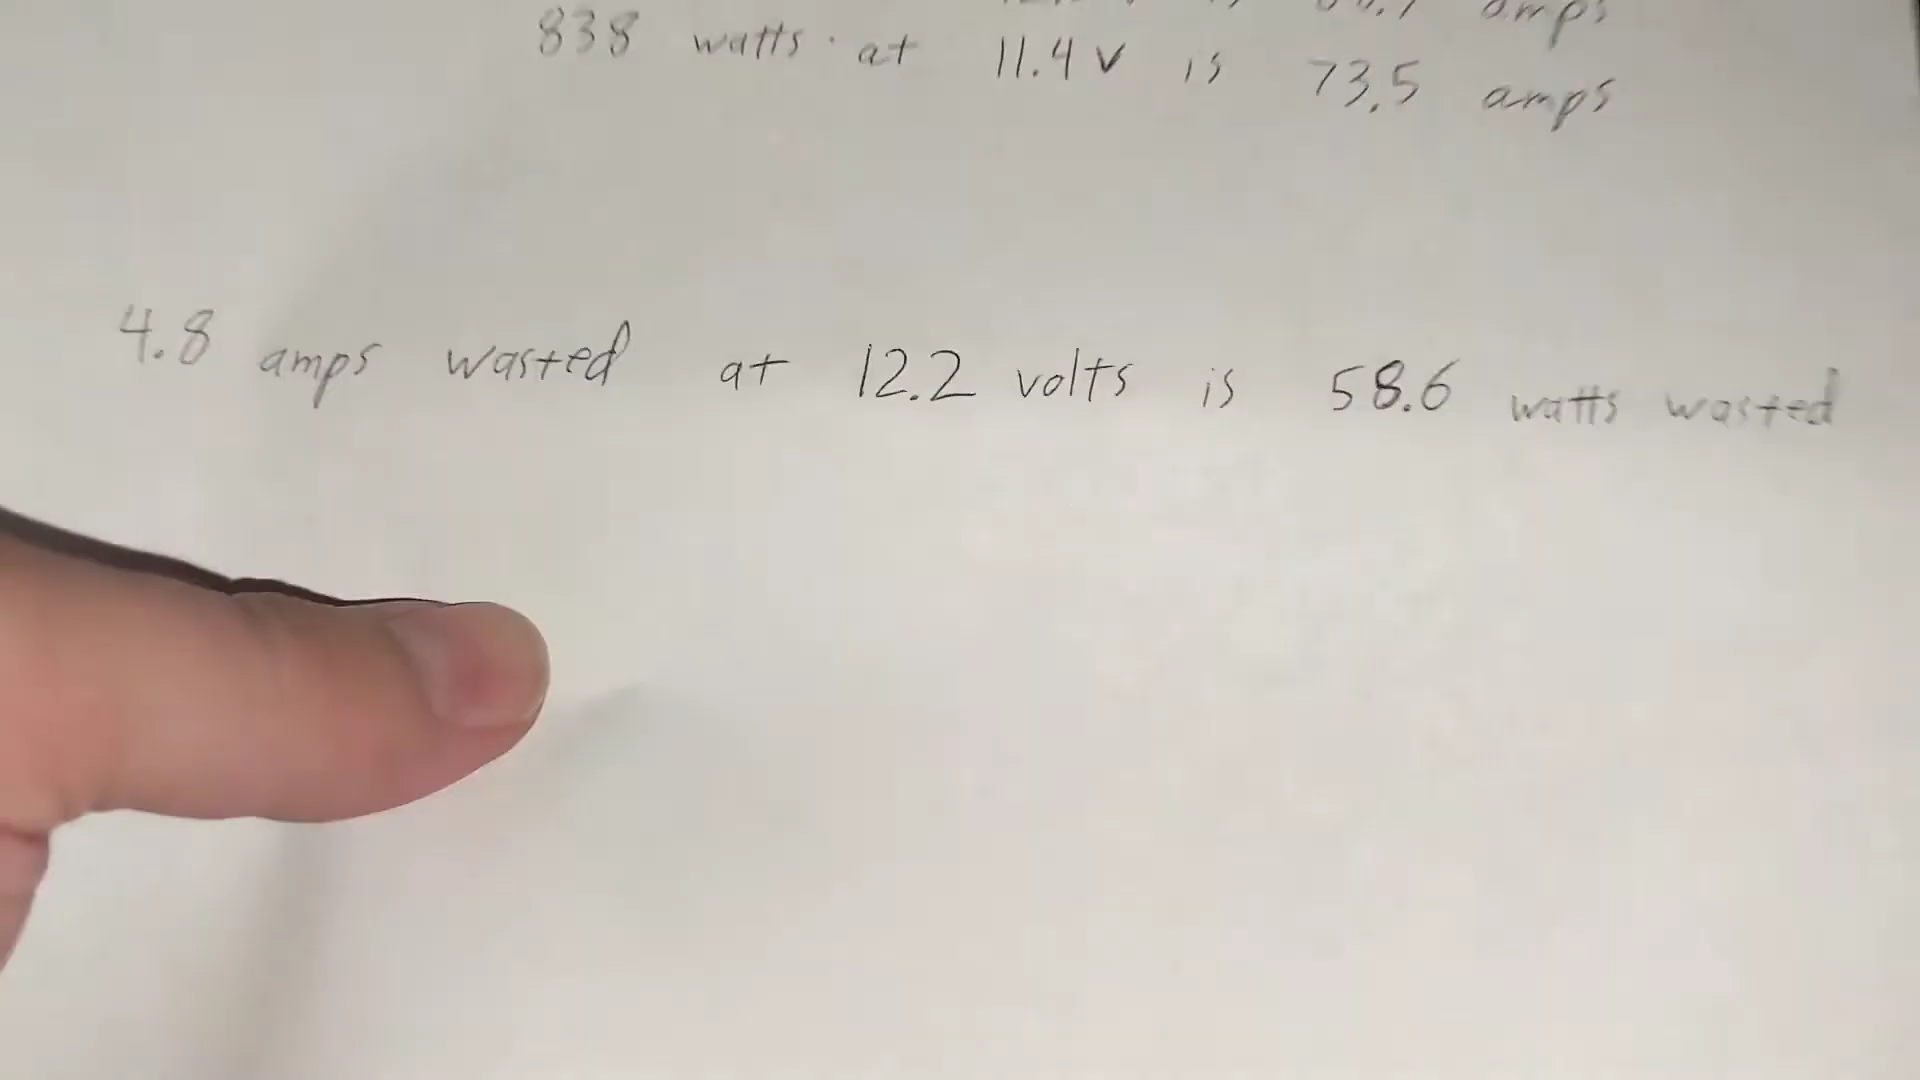 amps
838 watts at 11.4 v is 73.5 amps
4.8 amps wasted at 12.2 volts is 58.6 watts wasted